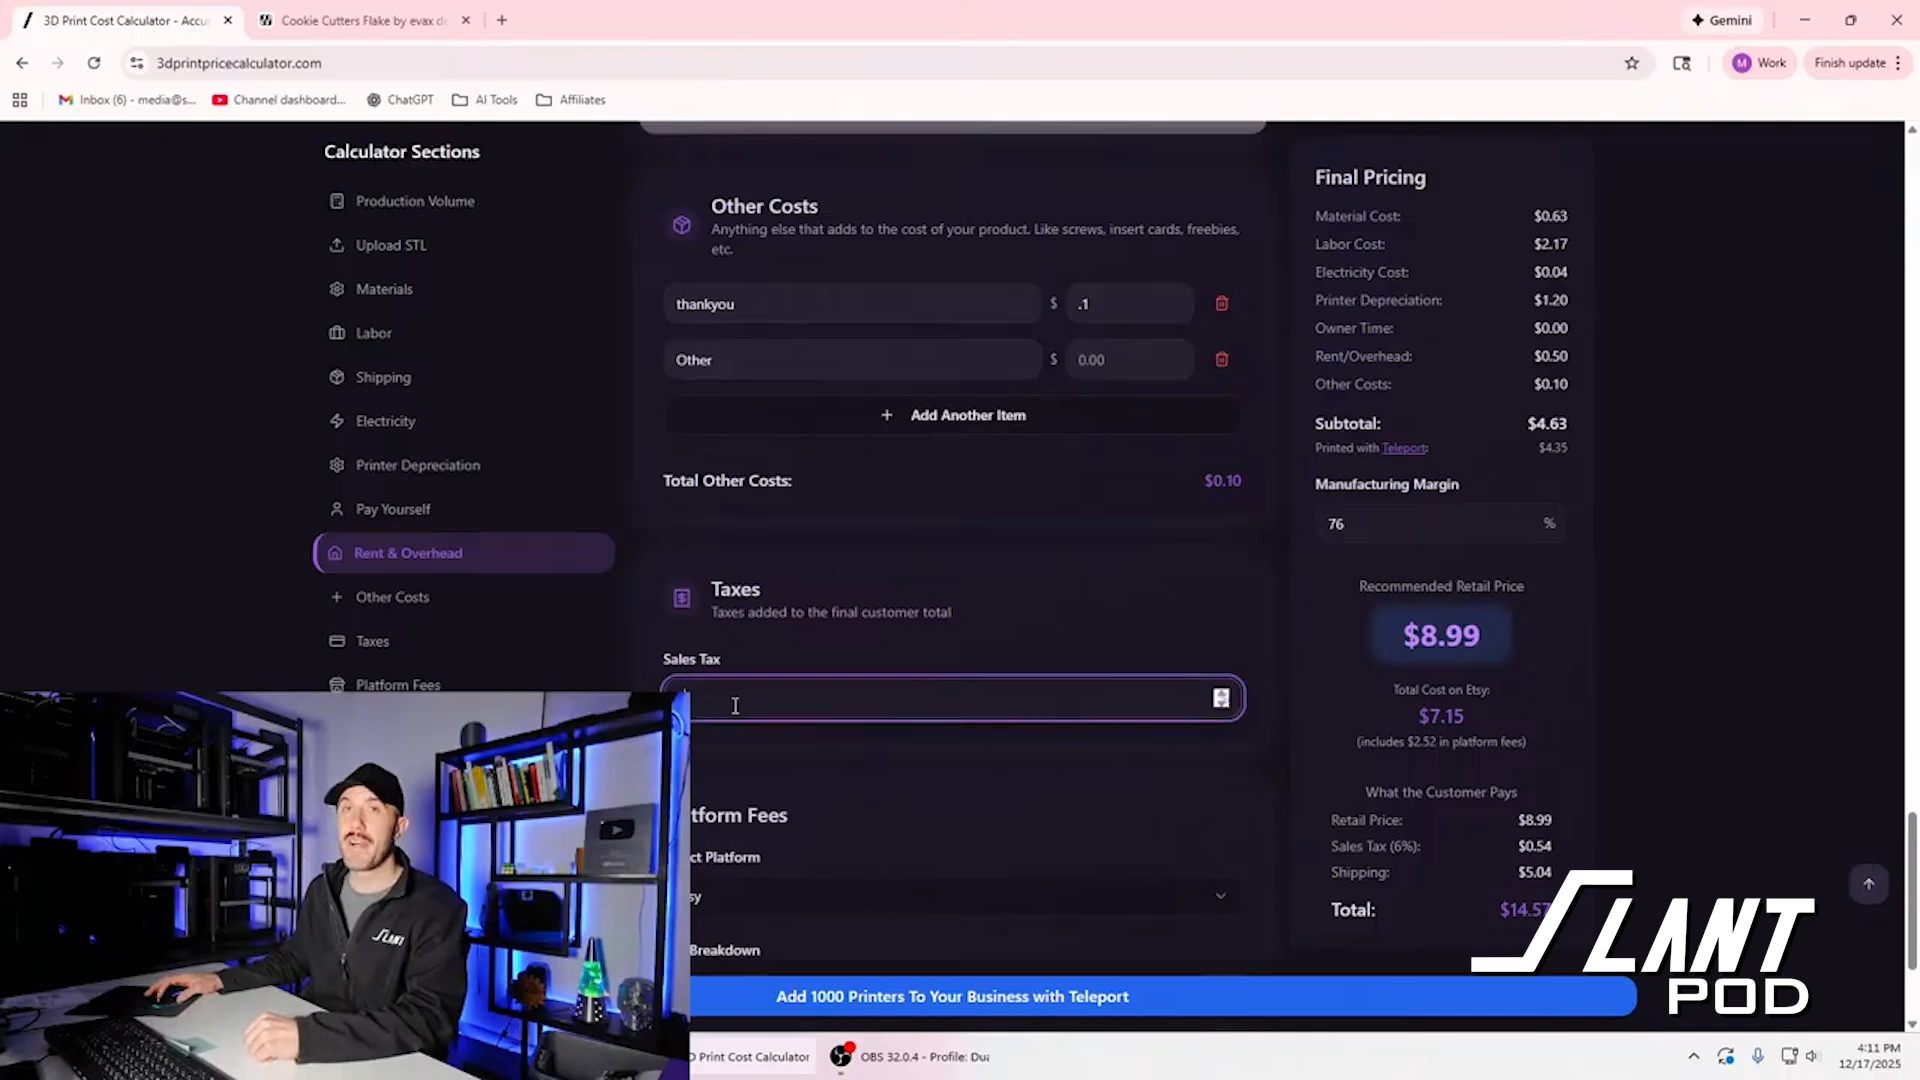 3D Print Cost Calculator - Accu
Cookie Cutters Flake by evax de
Gemini
3dprintpricecalculator.com
M Work
Finish update
Inbox (6) - media@s...
Channel dashboard...
ChatGPT
AI Tools
Affiliates
Calculator Sections
Production Volume
Upload STL
Materials
Labor
Shipping
Electricity
Printer Depreciation
Pay Yourself
Rent & Overhead
Other Costs
Taxes
Platform Fees
Other Costs
Anything else that adds to the cost of your product. Like screws, insert cards, freebies,
etc.
thankyou $ .1
Other $ 0.00
+ Add Another Item
Total Other Costs: $0.10
Taxes
Taxes added to the final customer total
Sales Tax
tform Fees
ct Platform
sy
Breakdown
Final Pricing
Material Cost: $0.63
Labor Cost: $2.17
Electricity Cost: $0.04
Printer Depreciation: $1.20
Owner Time: $0.00
Rent/Overhead: $0.50
Other Costs: $0.10
Subtotal: $4.63
Printed with Teleport: $4.35
Manufacturing Margin
76 %
Recommended Retail Price
$8.99
Total Cost on Etsy:
$7.15
(includes $2.52 in platform fees)
What the Customer Pays
Retail Price: $8.99
Sales Tax (6%): $0.54
Shipping: $5.04
Total: $14.57
Add 1000 Printers To Your Business with Teleport
SLANT
SLANT
POD
D Print Cost Calculator
OBS 32.0.4 - Profile: Dua
4:11 PM
12/17/2025